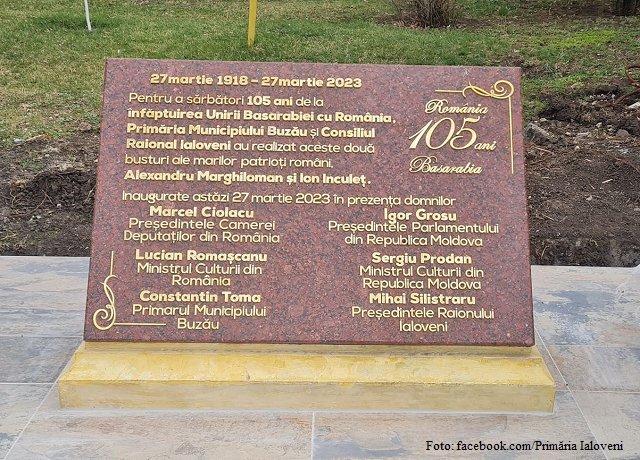 27martie 1918 - 27martie 2023
Pentru a sărbători 105 ani de la
înfăptuirea Unirii Basarabiei cu România,
Primăria Municipiului Buzău și Consiliul
Raional Ialoveni au realizat aceste două
busturi ale marilor patrioți români,
Alexandru Marghiloman și Ion Inculeț.
România
105 ani
Basarabia
Inaugurate astăzi 27 martie 2023 în prezența domnilor
Marcel Ciolacu
Președintele Camerei
Deputaților din România
Lucian Romașcanu
Ministrul Culturii din
România
Constantin Toma
Primarul Municipiului
Buzău
Igor Grosu
Președintele Parlamentului
din Republica Moldova
Sergiu Prodan
Ministrul Culturii din
Republica Moldova
Mihai Silistraru
Președintele Raionului
Ialoveni
Foto: facebook.com/Primăria Ialoveni